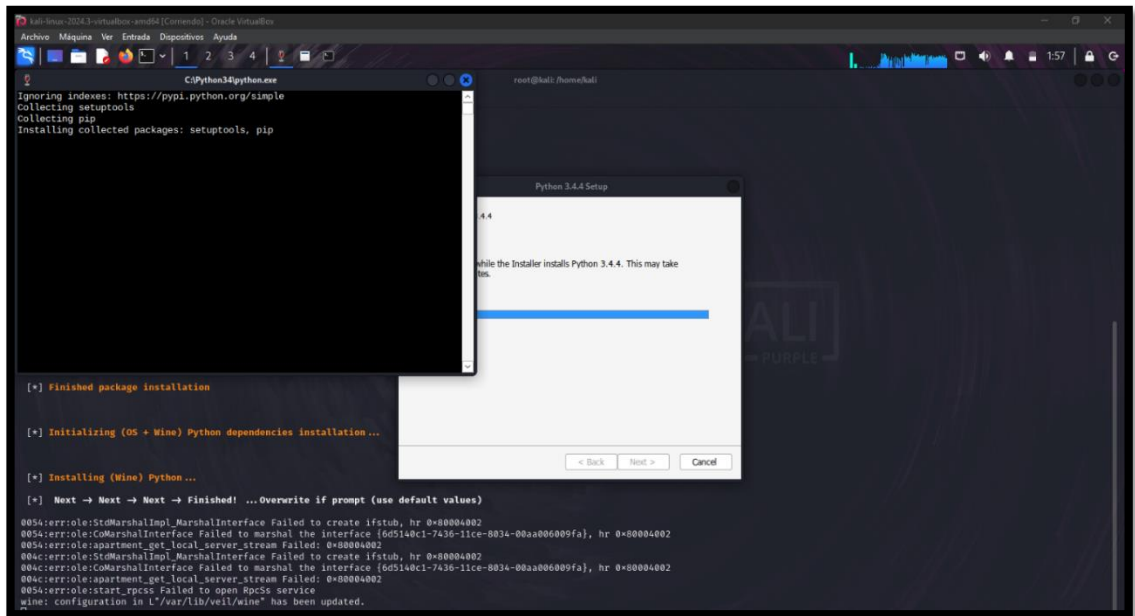 kali-linux-2024.3-virtualbox-amd64 [Corriendo] - Oracle VirtualBox
Archivo Máquina Ver Entrada Dispositivos Ayuda
1 2 3 4
1:57
C:\Python34\python.exe
root@kali: /home/kali
Ignoring indexes: https://pypi.python.org/simple
Collecting setuptools
Collecting pip
Installing collected packages: setuptools, pip
Python 3.4.4 Setup
.4.4
while the Installer installs Python 3.4.4. This may take
tes.
KALI
PURPLE
< Back Next > Cancel
[*] Finished package installation
[*] Initializing (OS + Wine) Python dependencies installation...
[*] Installing (Wine) Python...
[*] Next → Next → Next → Finished! ...Overwrite if prompt (use default values)
0054:err:ole:StdMarshalImpl_MarshalInterface Failed to create ifstub, hr 0×80004002
0054:err:ole:CoMarshalInterface Failed to marshal the interface {6d5140c1-7436-11ce-8034-00aa006009fa}, hr 0×80004002
0054:err:ole:apartment_get_local_server_stream Failed: 0×80004002
004c:err:ole:StdMarshalImpl_MarshalInterface Failed to create ifstub, hr 0×80004002
004c:err:ole:CoMarshalInterface Failed to marshal the interface {6d5140c1-7436-11ce-8034-00aa006009fa}, hr 0×80004002
004c:err:ole:apartment_get_local_server_stream Failed: 0×80004002
0054:err:ole:start_rpcss Failed to open RpcSs service
wine: configuration in L"/var/lib/veil/wine" has been updated.